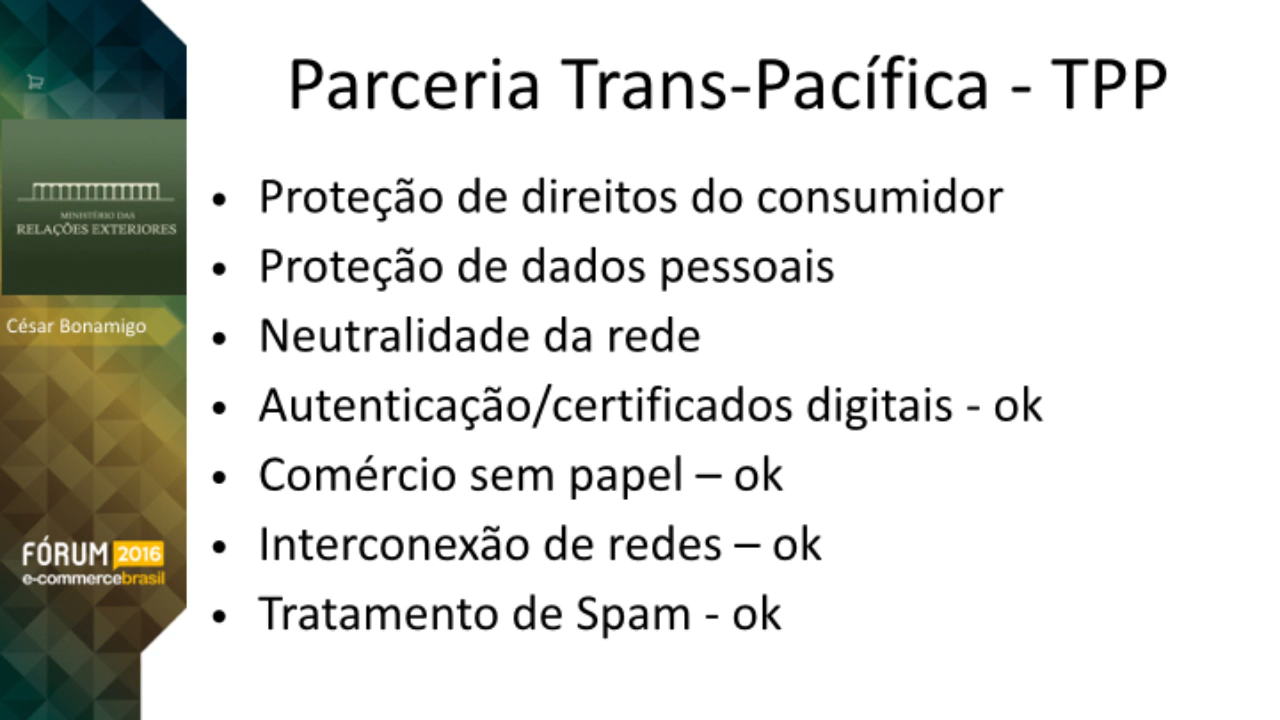 Parceria Trans-Pacífica - TPP
MINISTÉRIO DAS
RELAÇÕES EXTERIORES
César Bonamigo
FÓRUM 2016
e-commercebrasil
• Proteção de direitos do consumidor
• Proteção de dados pessoais
• Neutralidade da rede
• Autenticação/certificados digitais - ok
• Comércio sem papel – ok
• Interconexão de redes – ok
• Tratamento de Spam - ok